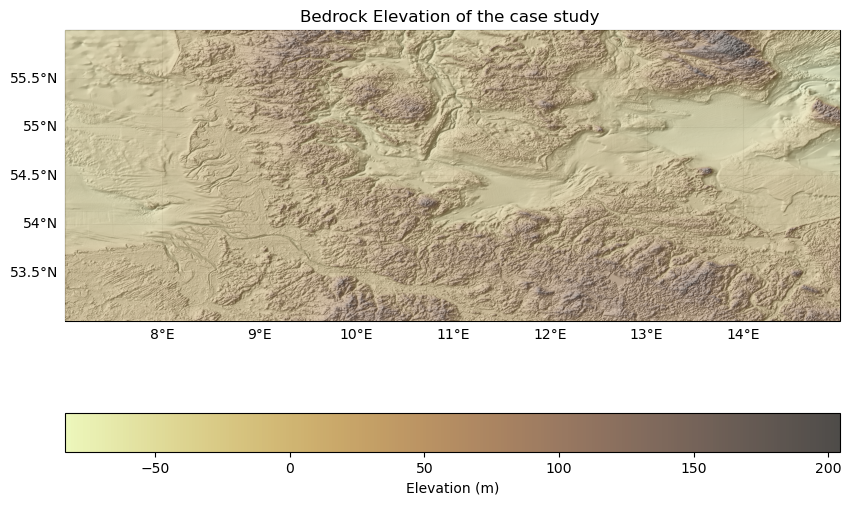 Bedrock Elevation of the case study
55.5°N
55°N
54.5°N
54°N
53.5°N
8°E 9°E 10°E 11°E 12°E 13°E 14°E
−50 0 50 100 150 200
Elevation (m)